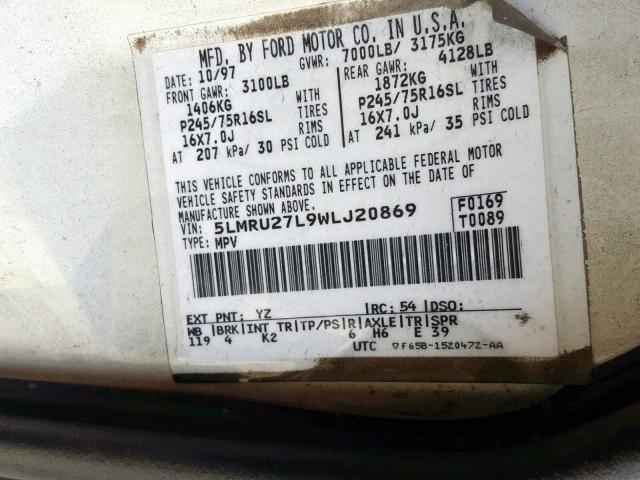 MFD. BY FORD MOTOR CO. IN U.S.A.
DATE: 10/97 GVWR: 7000LB/ 3175KG
FRONT GAWR: 3100LB REAR GAWR: 4128LB
1406KG WITH 1872KG WITH
P245/75R16SL TIRES P245/75R16SL TIRES
16X7.0J RIMS 16X7.0J RIMS
AT 207 kPa/ 30 PSI COLD AT 241 kPa/ 35 PSI COLD
THIS VEHICLE CONFORMS TO ALL APPLICABLE FEDERAL MOTOR
VEHICLE SAFETY STANDARDS IN EFFECT ON THE DATE OF
MANUFACTURE SHOWN ABOVE.
VIN: 5LMRU27L9WLJ20869 F0169
TYPE: MPV T0089
EXT PNT: YZ RC: 54 DSO:
WB BRK INT TR TP/PS R AXLE TR SPR
119 4 K2 6 H6 E 39
UTC ▽F65B-1520472-AA